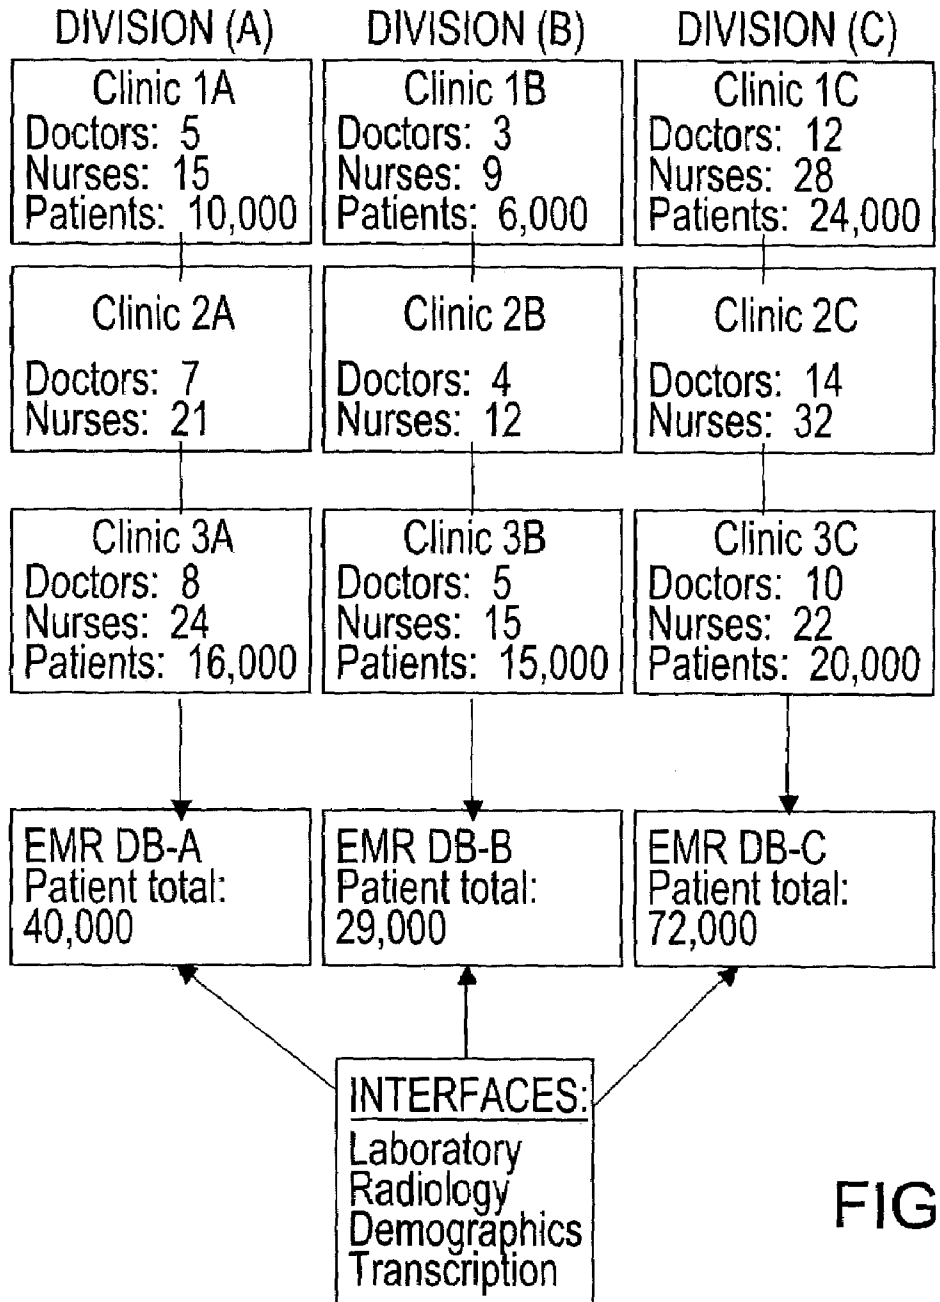 DIVISION (A)
Clinic 1A
Doctors: 5
Nurses: 15
Patients: 10,000
Clinic 2A
Doctors: 7
Nurses: 21
Clinic 3A
Doctors: 8
Nurses: 24
Patients: 16,000
EMR DB-A
Patient total:
40,000
DIVISION (B)
Clinic 1B
Doctors: 3
Nurses: 9
Patients: 6,000
Clinic 2B
Doctors: 4
Nurses: 12
Clinic 3B
Doctors: 5
Nurses: 15
Patients: 15,000
EMR DB-B
Patient total:
29,000
DIVISION (C)
Clinic 1C
Doctors: 12
Nurses: 28
Patients: 24,000
Clinic 2C
Doctors: 14
Nurses: 32
Clinic 3C
Doctors: 10
Nurses: 22
Patients: 20,000
EMR DB-C
Patient total:
72,000
INTERFACES:
Laboratory
Radiology
Demographics
Transcription
FIG